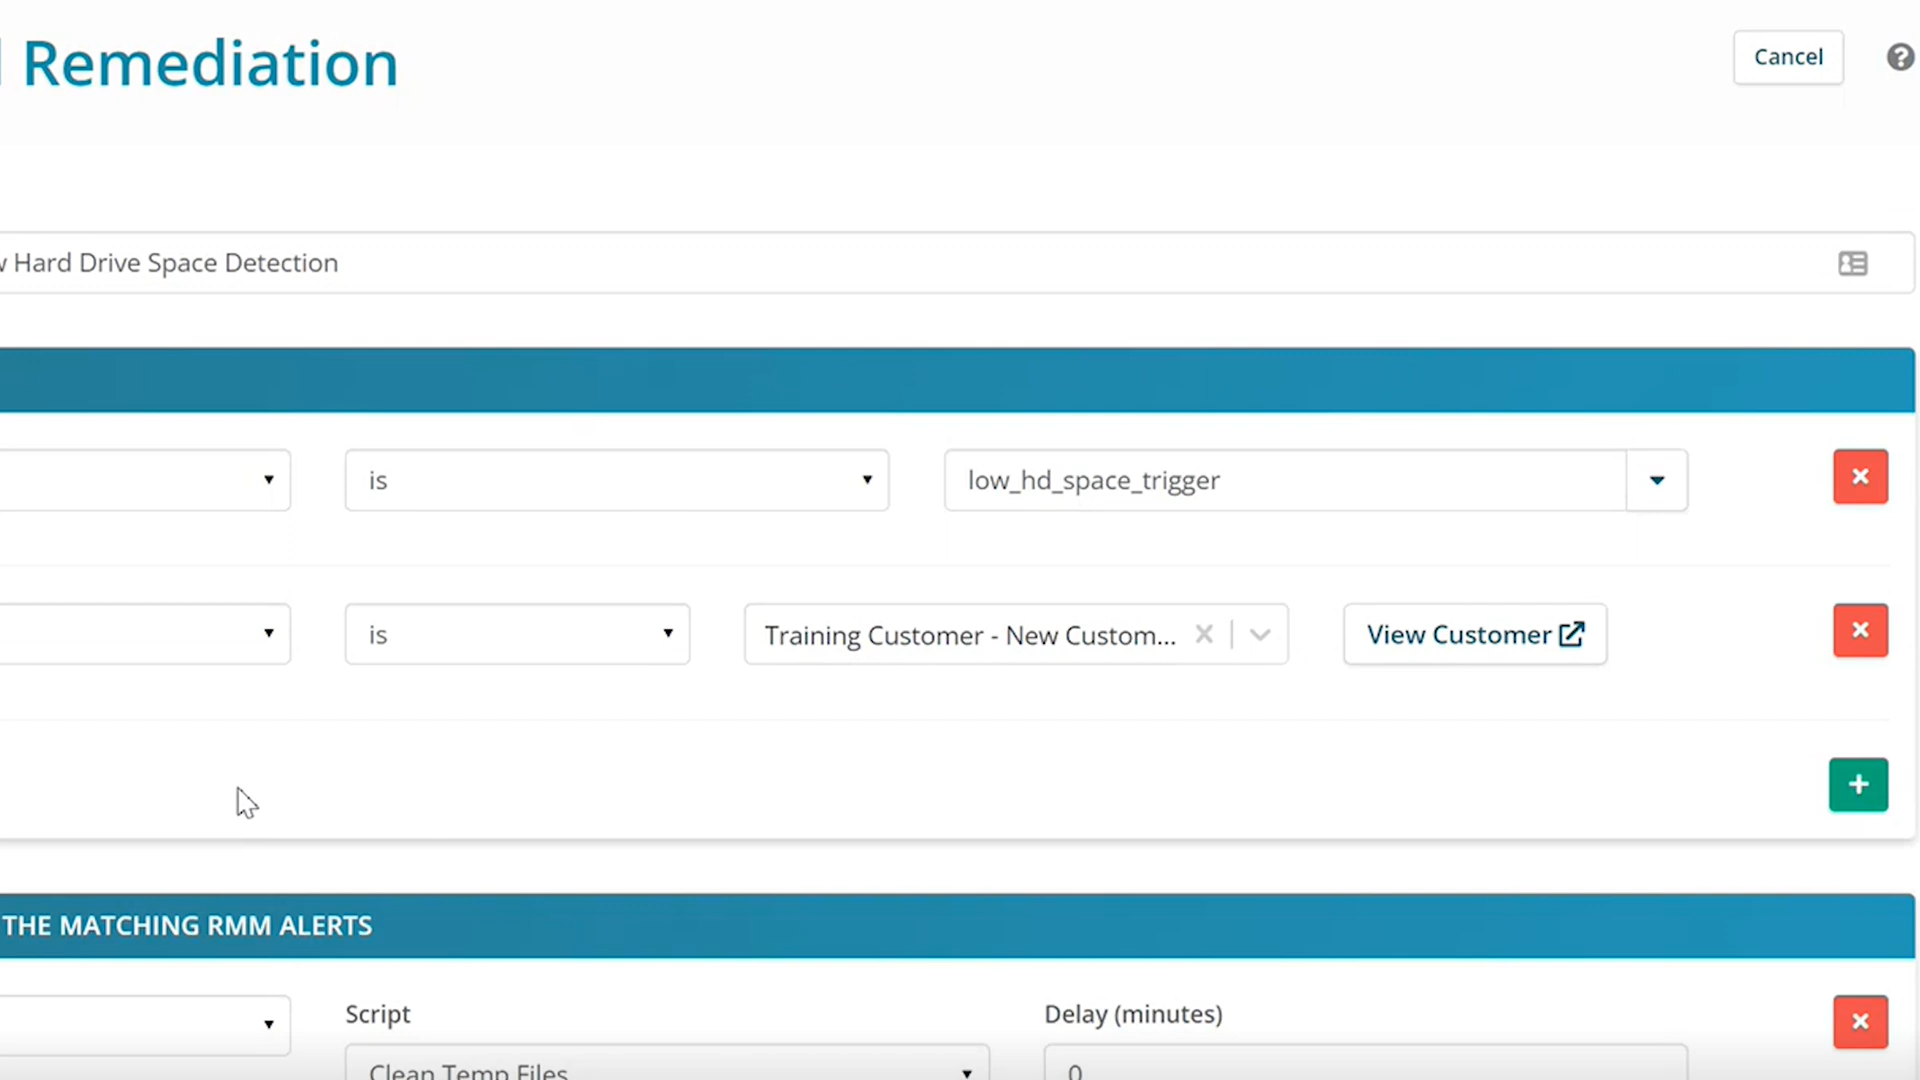 Remediation
Cancel
Hard Drive Space Detection
is
low_hd_space_trigger
is
Training Customer - New Custom...
View Customer
THE MATCHING RMM ALERTS
Script
Delay (minutes)
Clean Temp Files
0